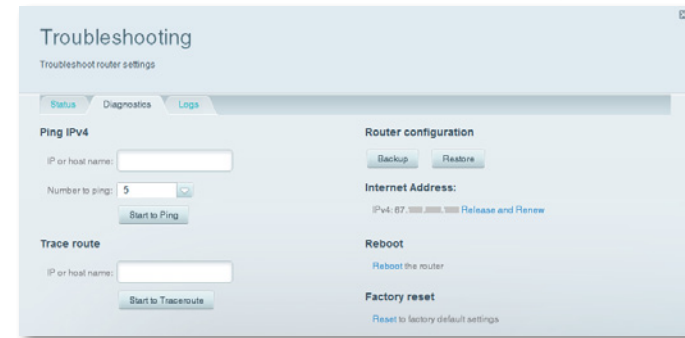 Troubleshooting
Troubleshoot router settings
Status Diagnostics Logs
Ping IPv4
IP or host name:
Number to ping: 5
Start to Ping
Trace route
IP or host name:
Start to Traceroute
Router configuration
Backup Restore
Internet Address:
IPv4: 87. Release and Renew
Reboot
Reboot the router
Factory reset
Reset to factory default settings